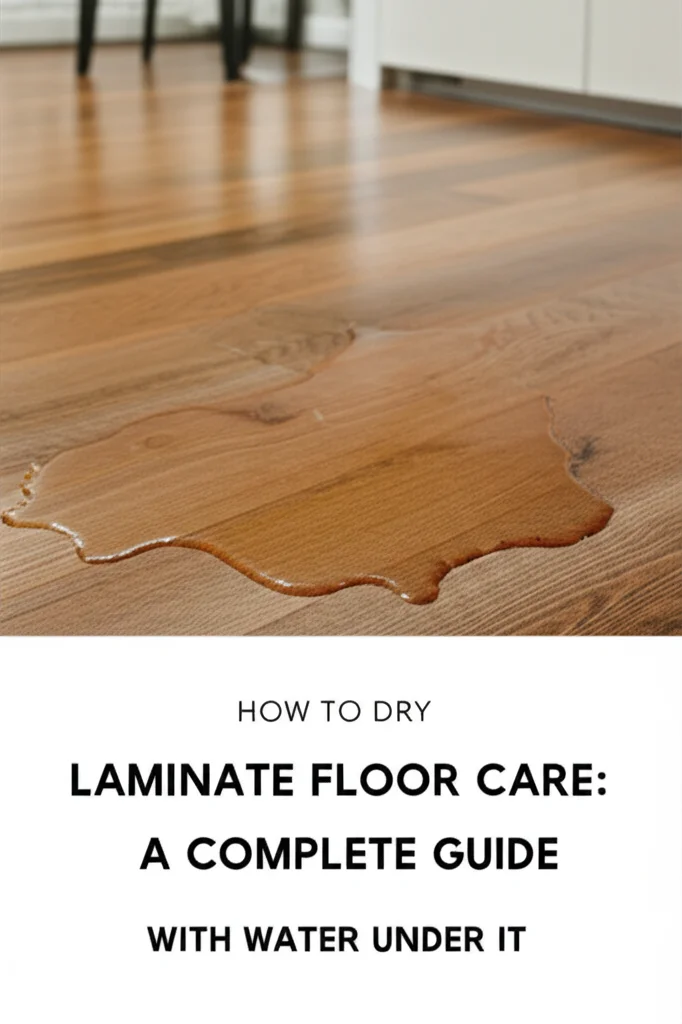 HOW TO DRY
LAMINATE FLOOR CARE:
A COMPLETE GUIDE
WITH WATER UNDER IT